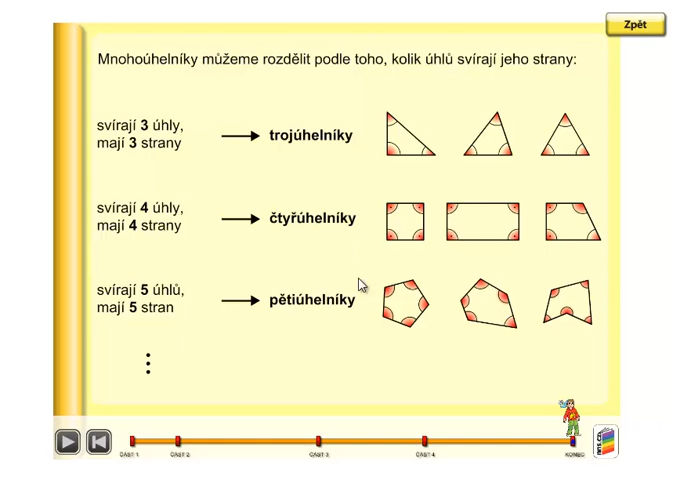 Zpět
Mnohoúhelníky můžeme rozdělit podle toho, kolik úhlů svírají jeho strany:
svírají 3 úhly,
mají 3 strany
trojúhelníky
svírají 4 úhly,
mají 4 strany
čtyřúhelníky
svírají 5 úhlů,
mají 5 stran
pětiúhelníky
ČÁST 1
ČÁST 2
ČÁST 3
ČÁST 4
KONEC